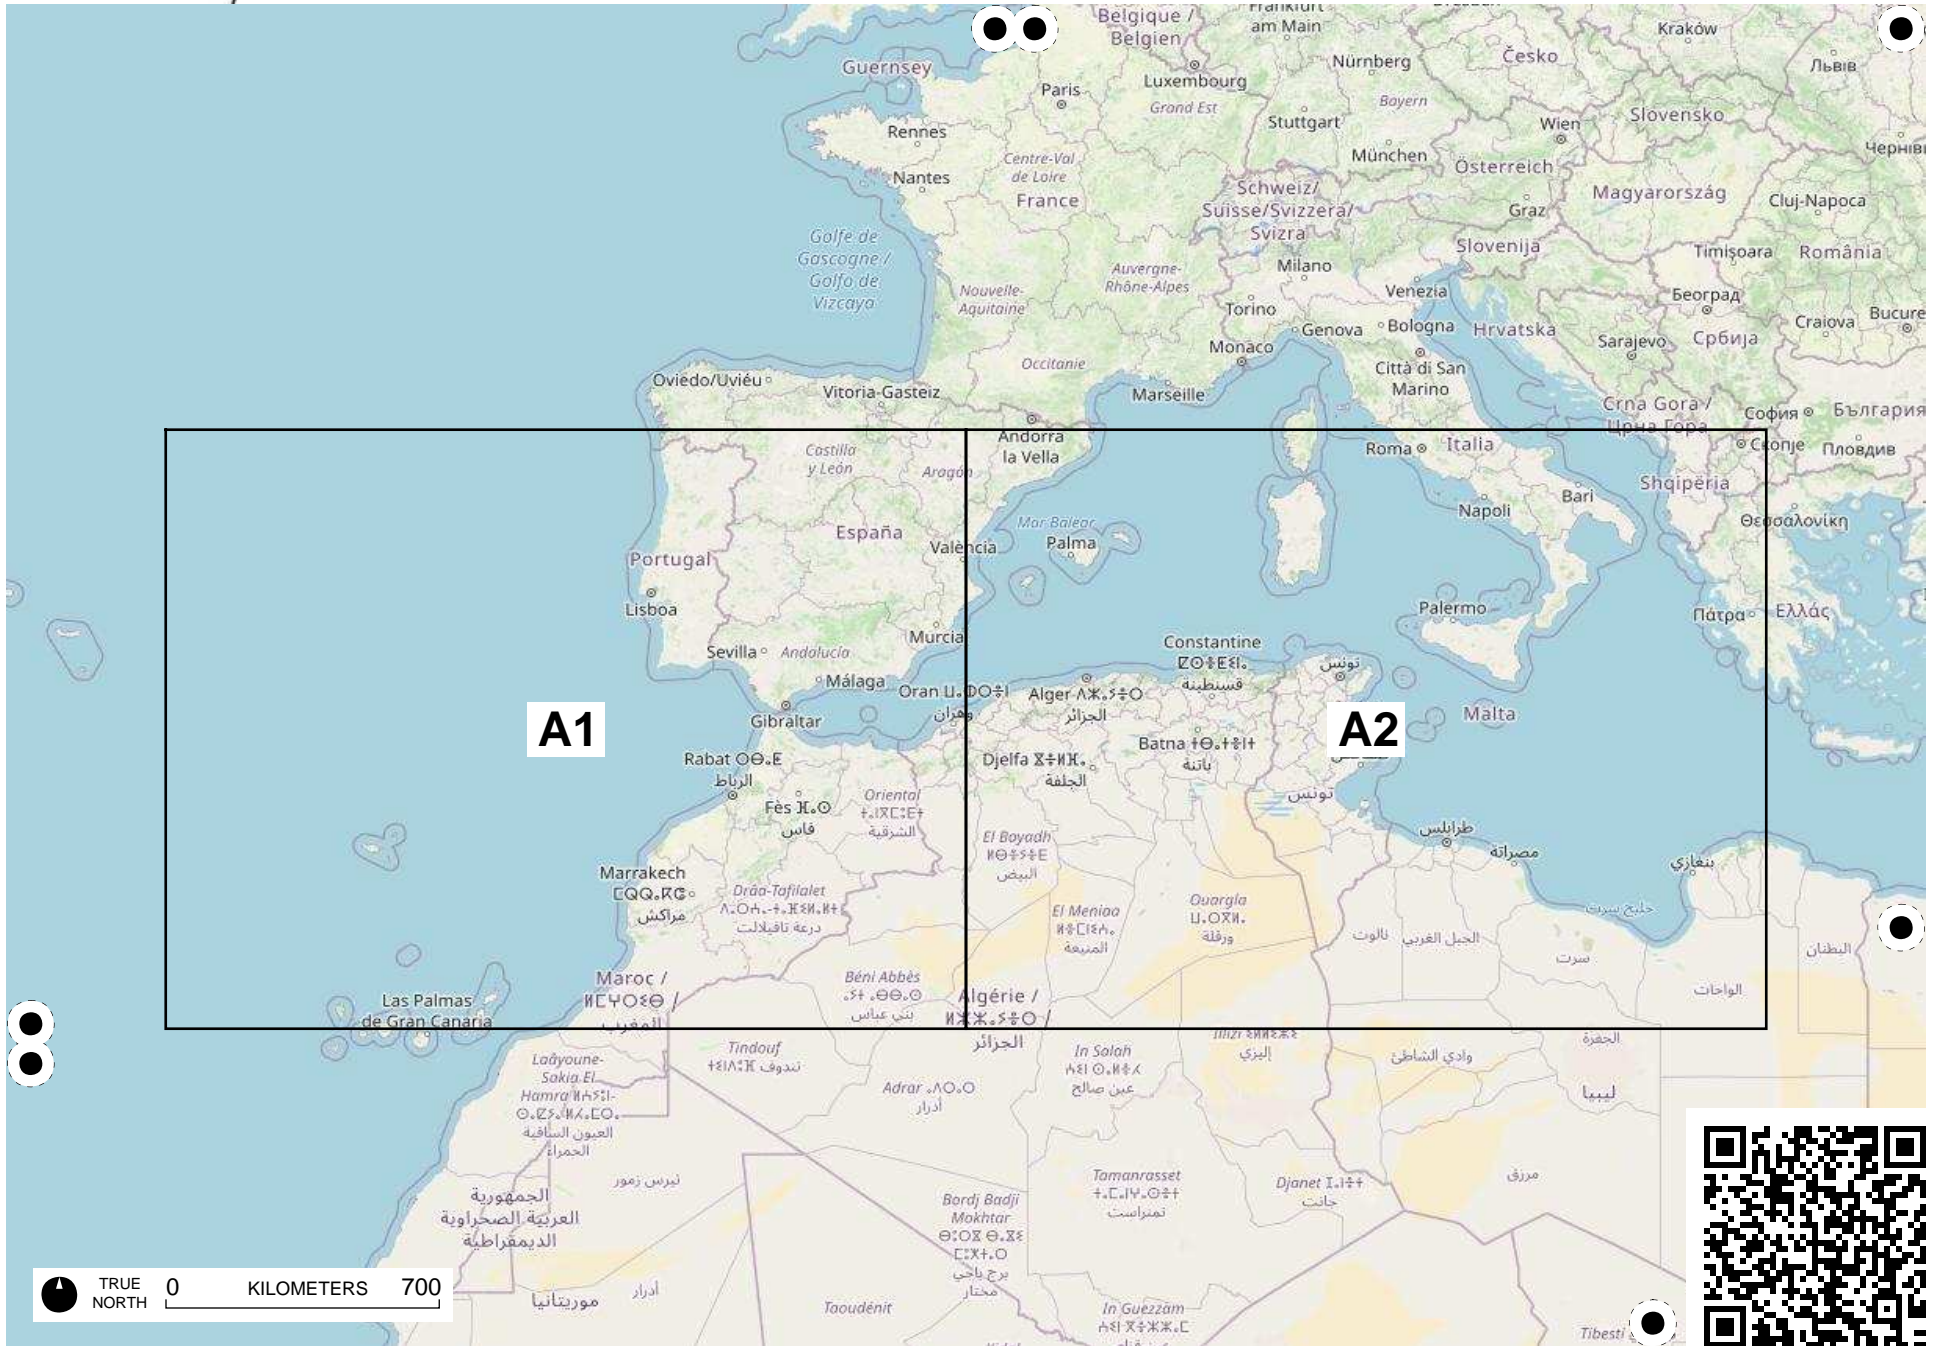 Belgique /
Belgien
Frankfurt
am Main
Kraków
Guernsey
Nürnberg
Česko
Львів
Luxembourg
Paris
Grand Est
Bayern
Stuttgart
Slovensko
Rennes
Wien
München
Österreich
Centre-Val
de Loire
Nantes
France
Schweiz/
Suisse/Svizzera/
Svizra
Magyarország
Cluj-Napoca
Graz
Golfe de
Gascogne /
Golfo de
Vizcaya
Slovenija
Timișoara
România
Milano
Auvergne-
Rhône-Alpes
Nouvelle-
Aquitaine
Venezia
Београд
Torino
Genova
Bologna
Hrvatska
Craiova
Sarajevo
Србија
Monaco
Occitanie
Città di San
Marino
Oviedo/Uviéu
Vitoria-Gasteiz
Marseille
Crna Gora /
Црна Гора
София
България
Andorra
la Vella
Castilla
y León
Aragón
Roma
Italia
Скопје
Пловдив
Shqipëria
Bari
Napoli
Θεσσαλονίκη
España
Mar Balear
Palma
València
Portugal
Lisboa
Palermo
Πάτρα
Ελλάς
Murcia
Sevilla
Andalucía
Constantine
ⵇⵙⵏⵟⵉⵏⴰ
قسنطينة
تونس
Málaga
Oran
وهران
Alger
الجزائر
Gibraltar
A1
A2
Malta
Rabat
الرباط
Djelfa
الجلفة
Batna
باتنة
Fès
فاس
Oriental
الشرقية
تونس
El Bayadh
البيض
طرابلس
مصراتة
بنغازي
Marrakech
مراكش
Drâa-Tafilalet
درعة تافيلالت
El Meniaa
المنيعة
Ouargla
ورقلة
خليج سرت
نالوت
الجبل الغربي
سرت
البطنان
Maroc /
المغرب
Béni Abbès
بني عباس
Algérie /
الجزائر
الواحات
Las Palmas
de Gran Canaria
Laâyoune-
Sakia El
Hamra
العيون الساقية
الحمراء
Tindouf
تندوف
Adrar
أدرار
In Salah
عين صالح
إليزي
وادي الشاطئ
الجفرة
ليبيا
تيرس زمور
الجمهورية
العربية الصحراوية
الديمقراطية
Bordj Badji
Mokhtar
برج باجي
مختار
Tamanrasset
تمنراست
Djanet
جانت
مرزق
TRUE
NORTH
0 KILOMETERS 700
موريتانيا
أدرار
Taoudénit
In Guezzam
Tibesti